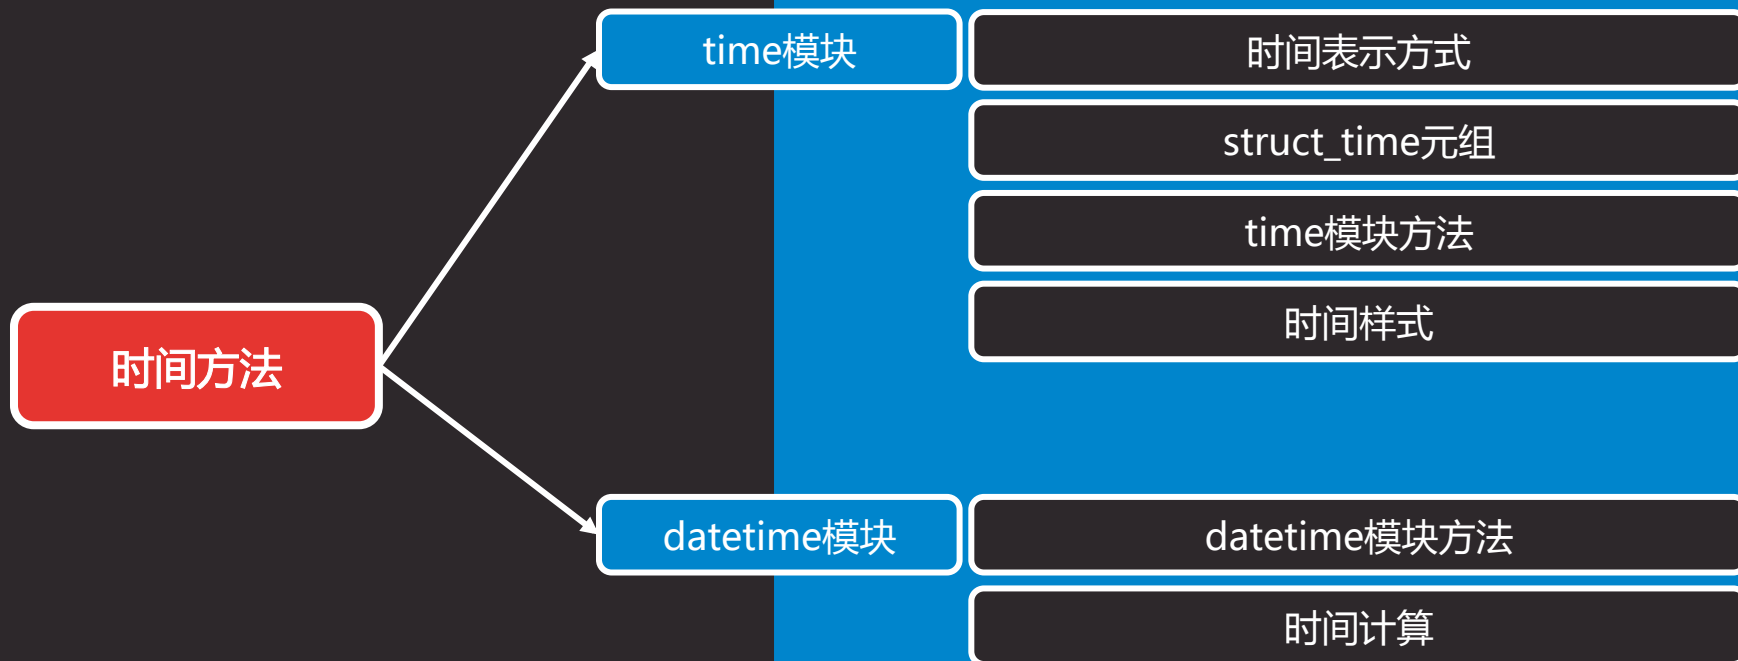 time模块
时间表示方式
struct_time元组
time模块方法
时间样式
时间方法
datetime模块
datetime模块方法
时间计算